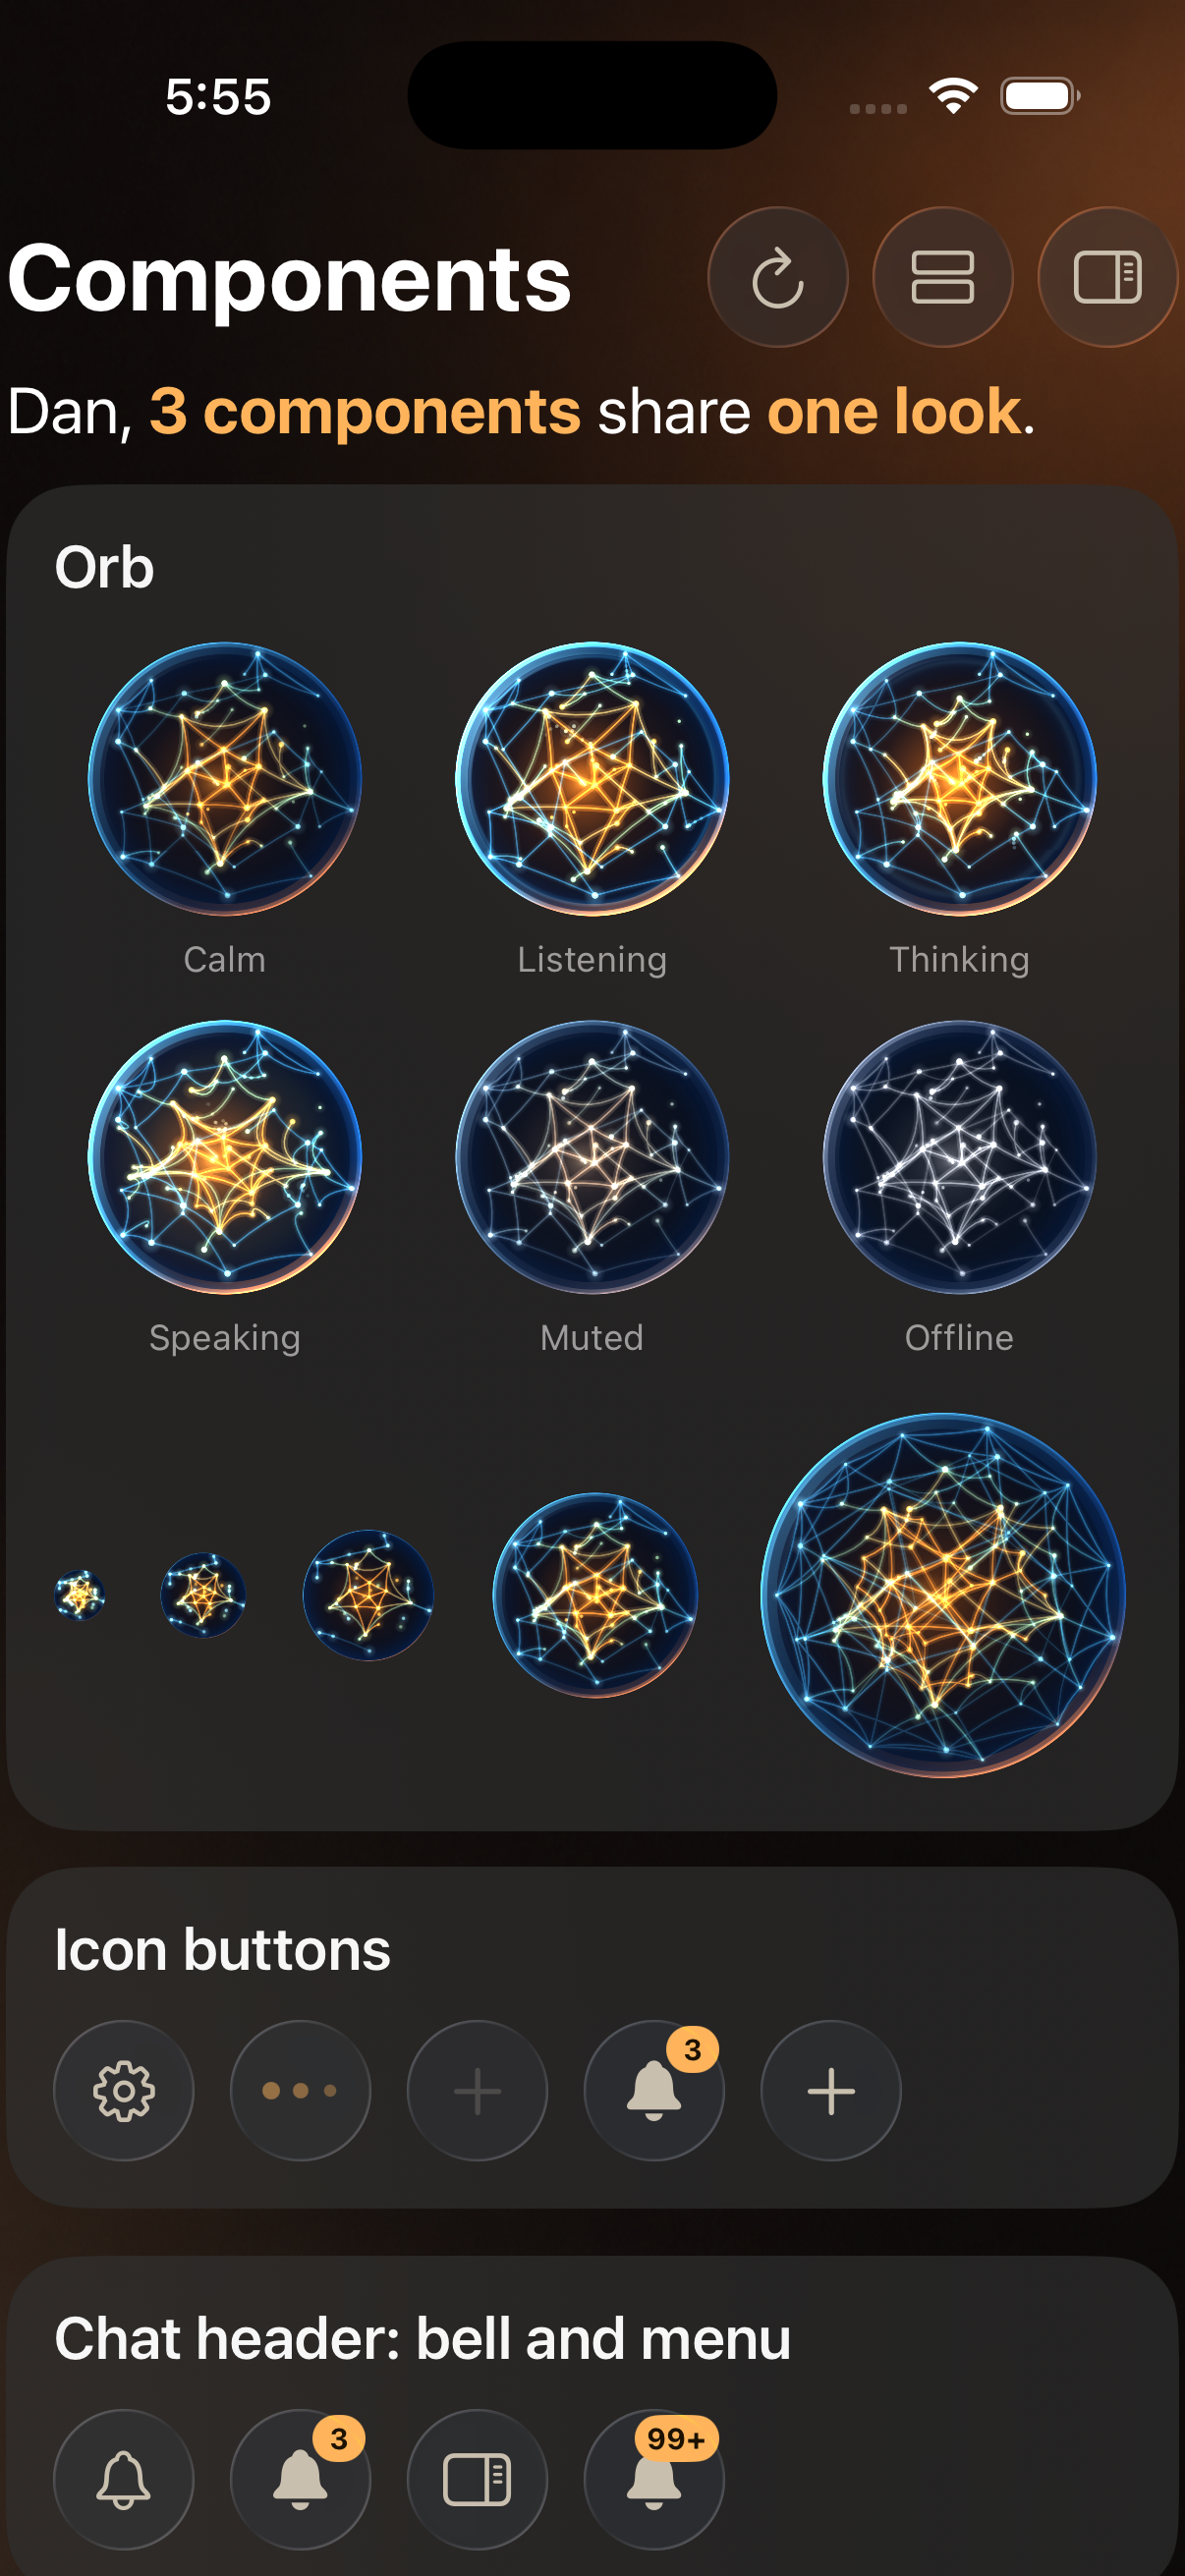 5:55
Components
Dan, 3 components share one look.
Orb
Calm
Listening
Thinking
Speaking
Muted
Offline
Icon buttons
3
Chat header: bell and menu
3
99+